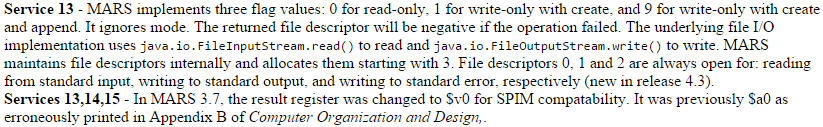 Service 13 - MARS implements three flag values: 0 for read-only, 1 for write-only with create, and 9 for write-only with create
and append. It ignores mode. The returned file descriptor will be negative if the operation failed. The underlying file I/O
implementation uses java.io.FileInputStream.read() to read and java.io.FileOutputStream.write() to write. MARS
maintains file descriptors internally and allocates them starting with 3. File descriptors 0, 1 and 2 are always open for: reading
from standard input, writing to standard output, and writing to standard error, respectively (new in release 4.3).
Services 13,14,15 - In MARS 3.7, the result register was changed to $v0 for SPIM compatability. It was previously $a0 as
erroneously printed in Appendix B of Computer Organization and Design,.